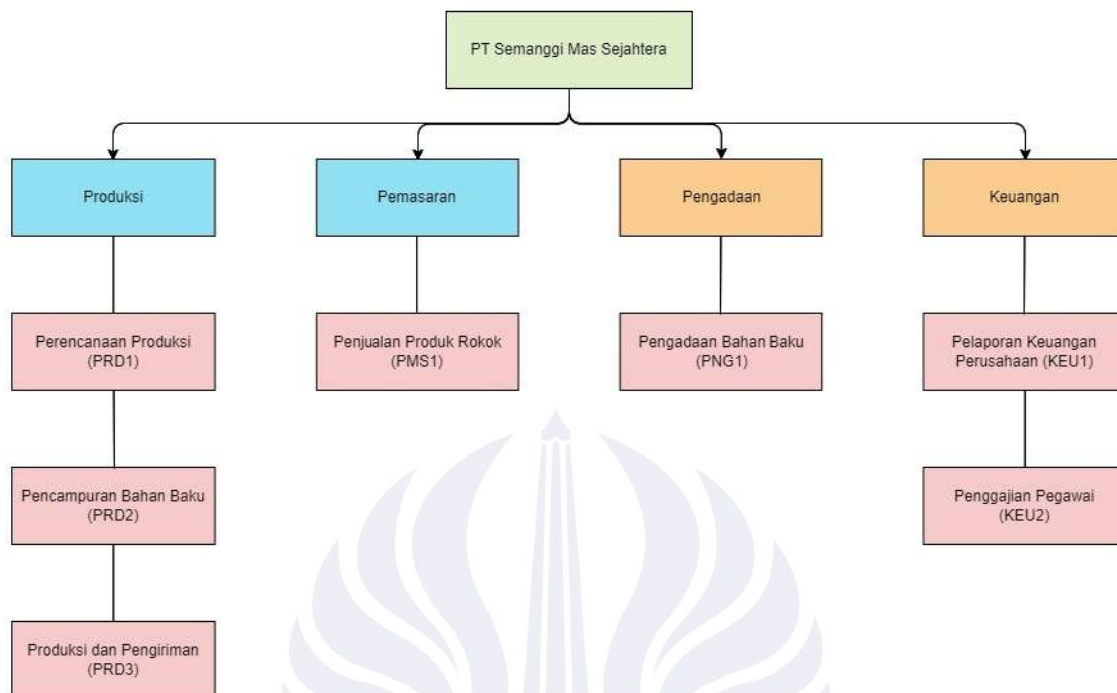 PT Semanggi Mas Sejahtera
Produksi
Pemasaran
Pengadaan
Keuangan
Perencanaan Produksi
(PRD1)
Penjualan Produk Rokok
(PMS1)
Pengadaan Bahan Baku
(PNG1)
Pelaporan Keuangan
Perusahaan (KEU1)
Pencampuran Bahan Baku
(PRD2)
Penggajian Pegawai
(KEU2)
Produksi dan Pengiriman
(PRD3)